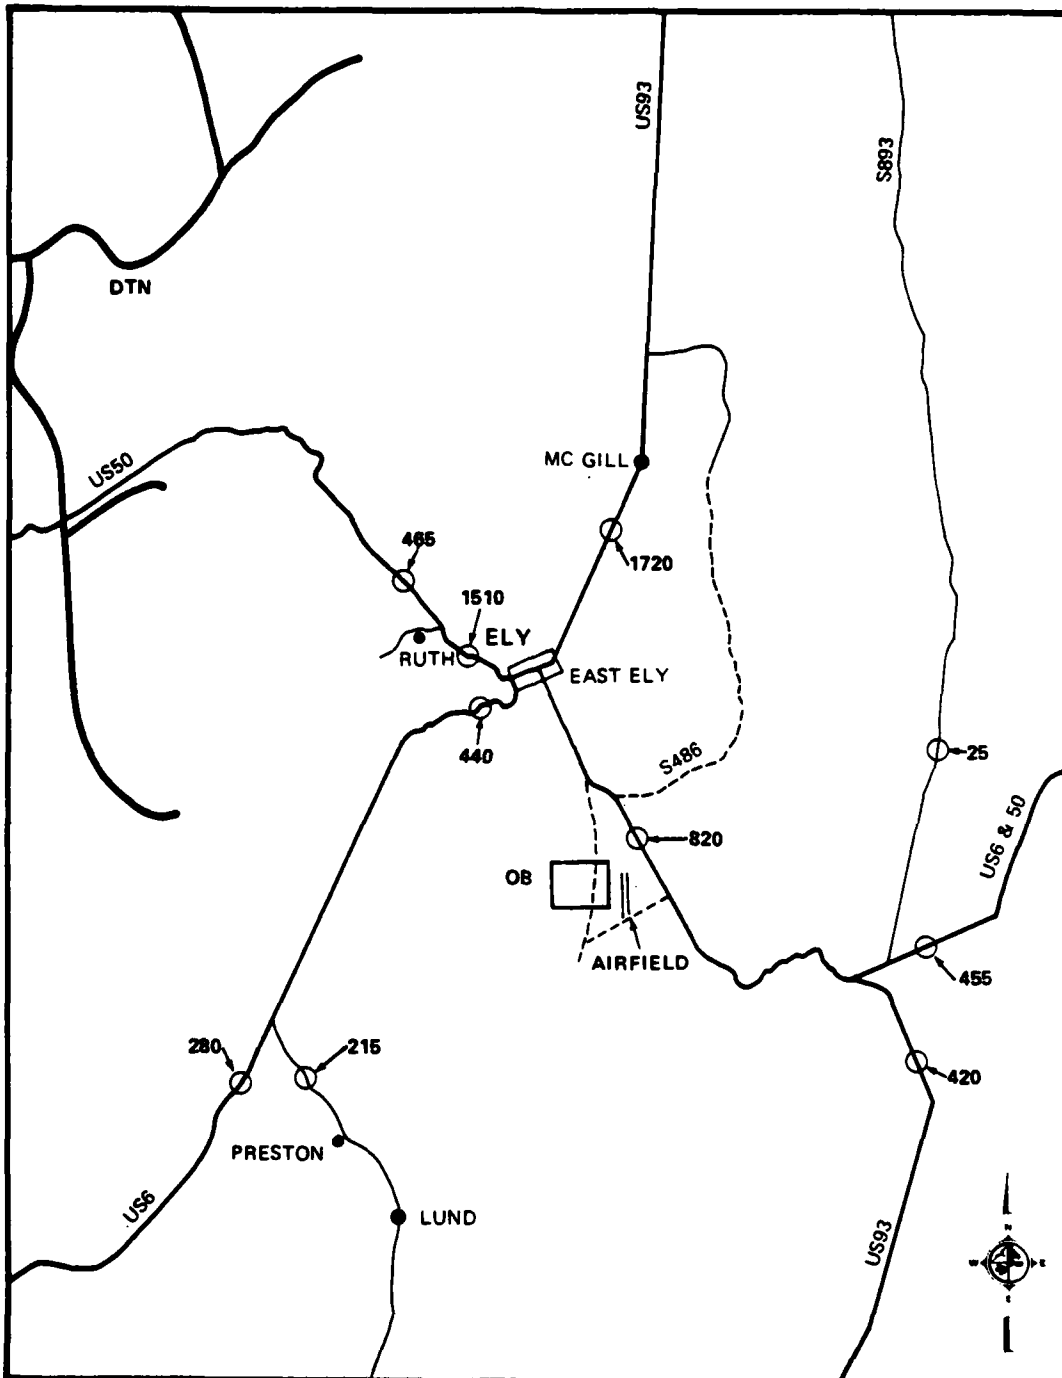 US93
S893
DTN
US50
MC GILL
465
1720
1510
ELY
RUTH
EAST ELY
440
S486
25
820
US6 & 50
OB
AIRFIELD
455
280
215
420
PRESTON
US6
LUND
US93
N
W
E
S